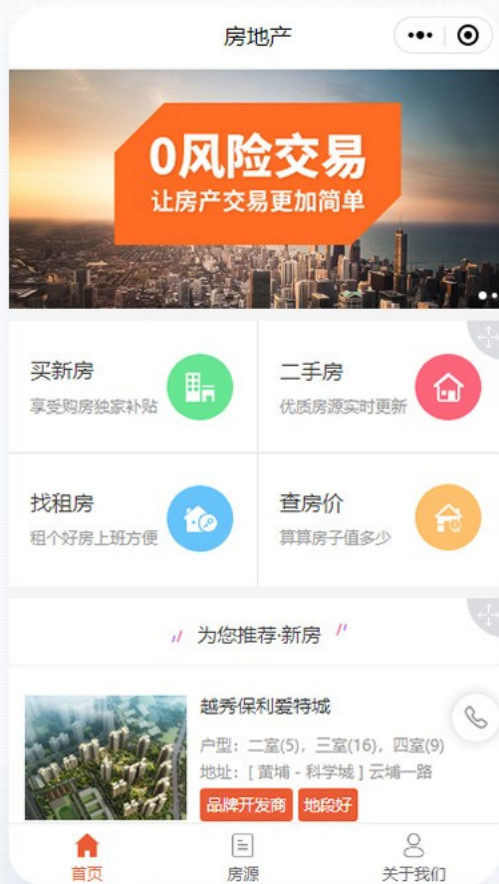 房地产
0风险交易
让房产交易更加简单
买新房
享受购房独家补贴
二手房
优质房源实时更新
找租房
租个好房上班方便
查房价
算算房子值多少
为您推荐·新房
越秀保利爱特城
户型：二室(5)，三室(16)，四室(9)
地址：[ 黄埔 - 科学城 ] 云埔一路
品牌开发商 地段好
首页 房源 关于我们